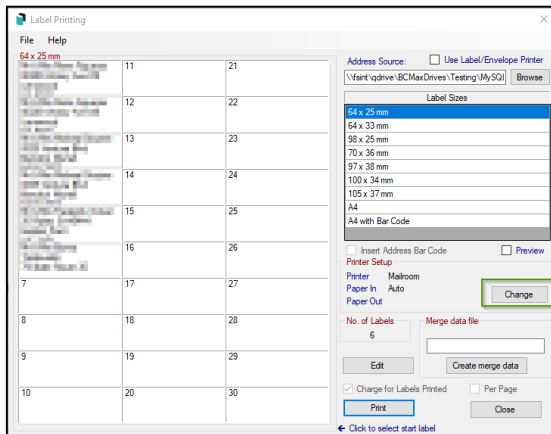 Label Printing
File Help
64 x 25 mm
11 21
12 22
13 23
14 24
15 25
16 26
7 17 27
8 18 28
9 19 29
10 20 30
Address Source:
Use Label/Envelope Printer
\\fsint\qdrive\BCMaxDrives\Testing\MySQl
Browse
Label Sizes
64 x 25 mm
64 x 33 mm
98 x 25 mm
70 x 36 mm
97 x 38 mm
100 x 34 mm
105 x 37 mm
A4
A4 with Bar Code
Insert Address Bar Code
Preview
Printer Setup
Printer Mailroom
Paper In Auto
Paper Out
Change
No. of Labels
6
Edit
Merge data file
Create merge data
Charge for Labels Printed
Per Page
Print
Close
Click to select start label